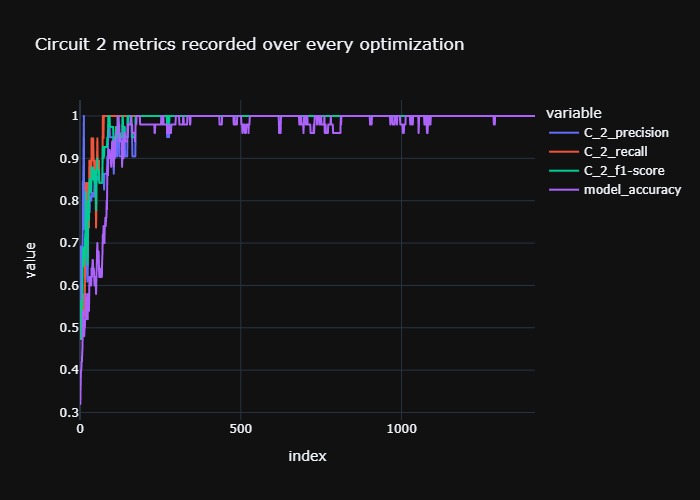 Circuit 2 metrics recorded over every optimization
variable
C_2_precision
C_2_recall
C_2_f1-score
model_accuracy
value
1
0.9
0.8
0.7
0.6
0.5
0.4
0.3
0
500
1000
index